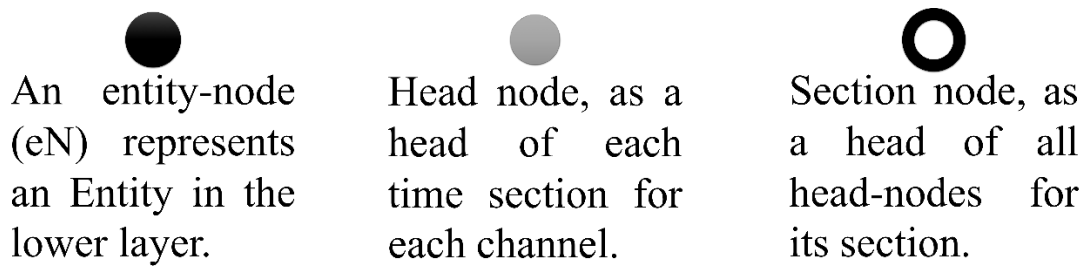 An entity-node
(eN) represents
an Entity in the
lower layer.
Head node, as a
head of each
time section for
each channel.
Section node, as
a head of all
head-nodes for
its section.